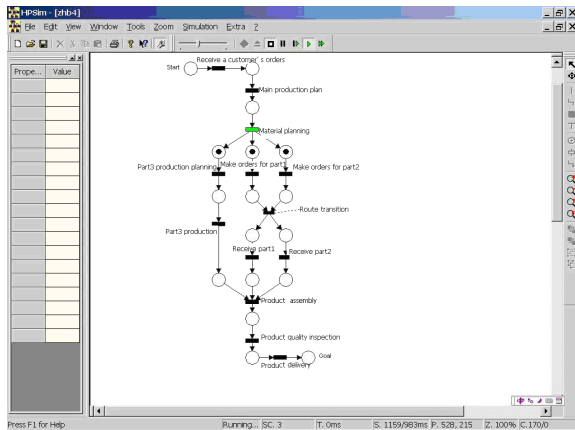 HPSim - [zhb4]
File Edit View Window Tools Zoom Simulation Extra ?
Prope... Value
Receive a customer's orders
Start
Main production plan
Material planning
Part3 production planning
Make orders for part1
Make orders for part2
Route transition
Part3 production
Receive part1
Receive part2
Product assembly
Product quality inspection
Goal
Product delivery
Press F1 for Help Running... SC. 3 T. 0ms S. 1159/983ms P. 528, 215 Z. 100% C.170/0